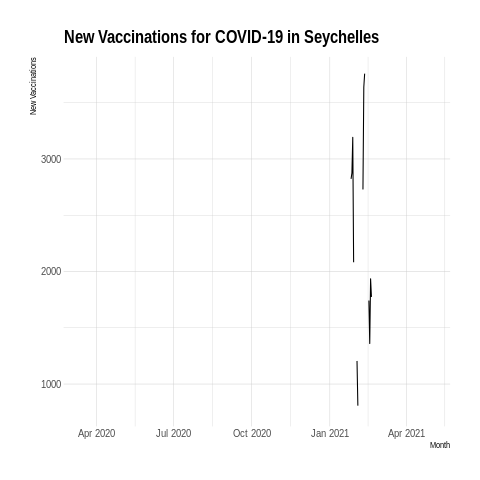 New Vaccinations for COVID-19 in Seychelles
New Vaccinations
3000
2000
1000
Apr 2020 Jul 2020 Oct 2020 Jan 2021 Apr 2021
Month